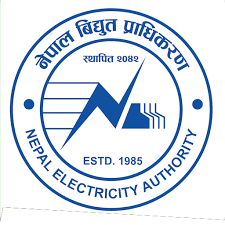 नेपाल बिद्युत प्राधिकरण
स्थापित २०४२
ESTD. 1985
NEPAL ELECTRICITY AUTHORITY